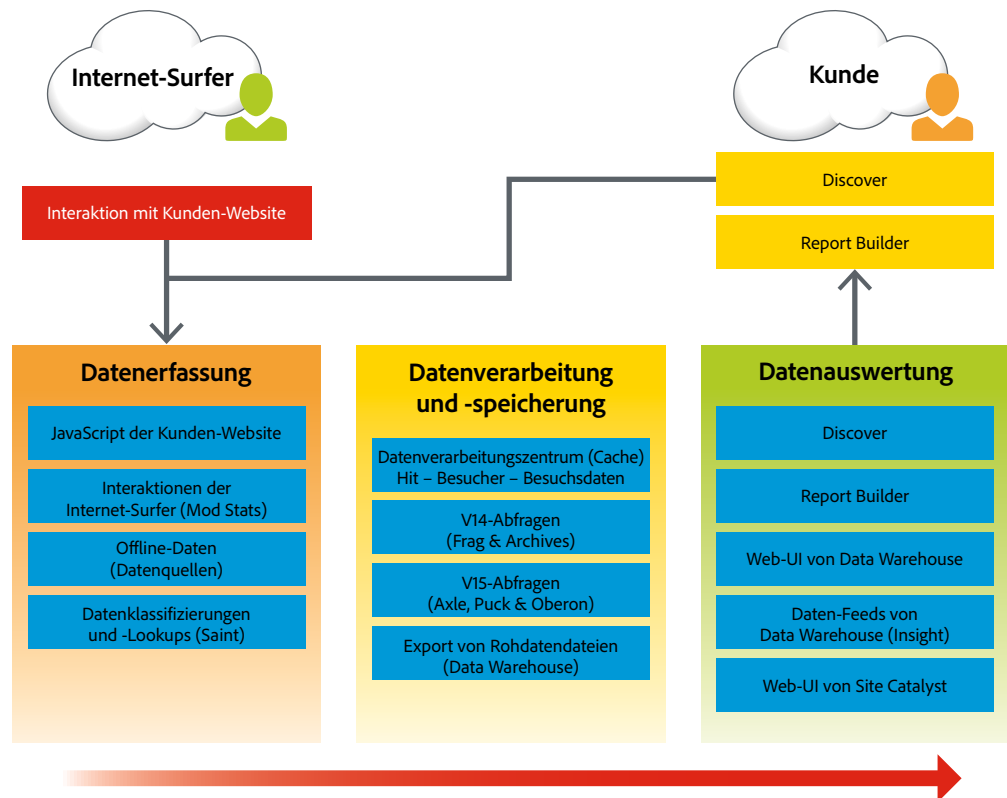 Internet-Surfer
Kunde
Interaktion mit Kunden-Website
Discover
Report Builder
Datenerfassung
JavaScript der Kunden-Website
Interaktionen der
Internet-Surfer (Mod Stats)
Offline-Daten
(Datenquellen)
Datenklassifizierungen
und -Lookups (Saint)
Datenverarbeitung
und -speicherung
Datenverarbeitungszentrum (Cache)
Hit – Besucher – Besuchsdaten
V14-Abfragen
(Frag & Archives)
V15-Abfragen
(Axle, Puck & Oberon)
Export von Rohdatendateien
(Data Warehouse)
Datenauswertung
Discover
Report Builder
Web-UI von Data Warehouse
Daten-Feeds von
Data Warehouse (Insight)
Web-UI von Site Catalyst